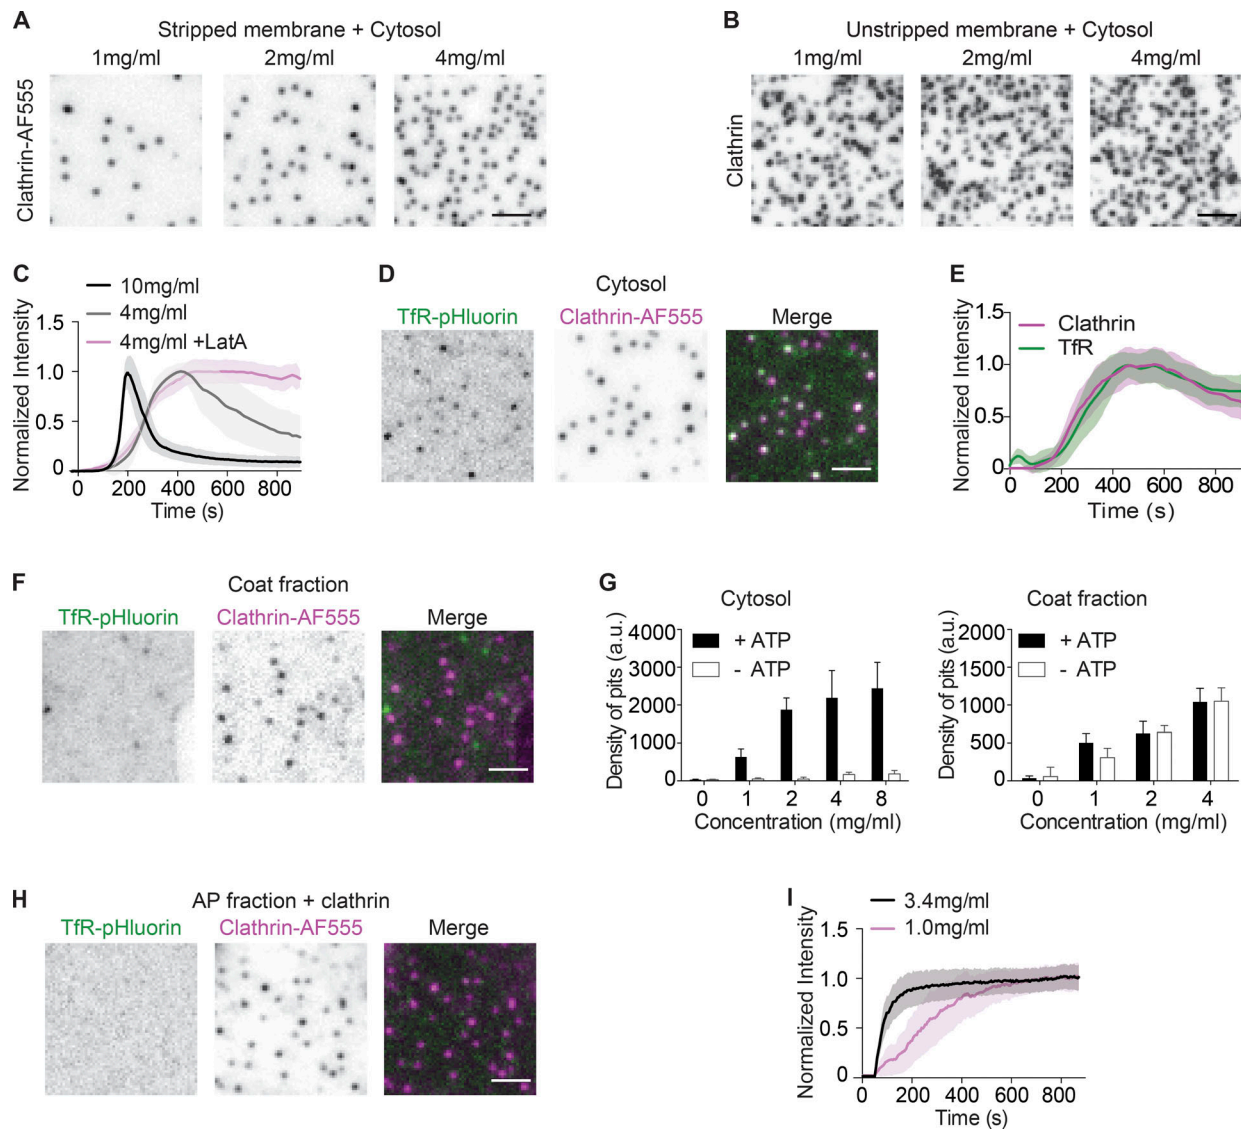 A
Stripped membrane + Cytosol
1mg/ml 2mg/ml 4mg/ml
Clathrin-AF555
B
Unstripped membrane + Cytosol
1mg/ml 2mg/ml 4mg/ml
Clathrin
C
10mg/ml
4mg/ml
4mg/ml +LatA
Normalized Intensity
1.5
1.0
0.5
0
0 200 400 600 800
Time (s)
D
Cytosol
TfR-pHluorin Clathrin-AF555 Merge
E
Clathrin
TfR
Normalized Intensity
1.5
1.0
0.5
0
0 200 400 600 800
Time (s)
F
Coat fraction
TfR-pHluorin Clathrin-AF555 Merge
G
Cytosol
+ ATP
- ATP
Density of pits (a.u.)
4000
3000
2000
1000
0
0 1 2 4 8
Concentration (mg/ml)
Coat fraction
+ ATP
- ATP
Density of pits (a.u.)
2000
1500
1000
500
0
0 1 2 4
Concentration (mg/ml)
H
AP fraction + clathrin
TfR-pHluorin Clathrin-AF555 Merge
I
3.4mg/ml
1.0mg/ml
Normalized Intensity
1.5
1.0
0.5
0
0 200 400 600 800
Time (s)